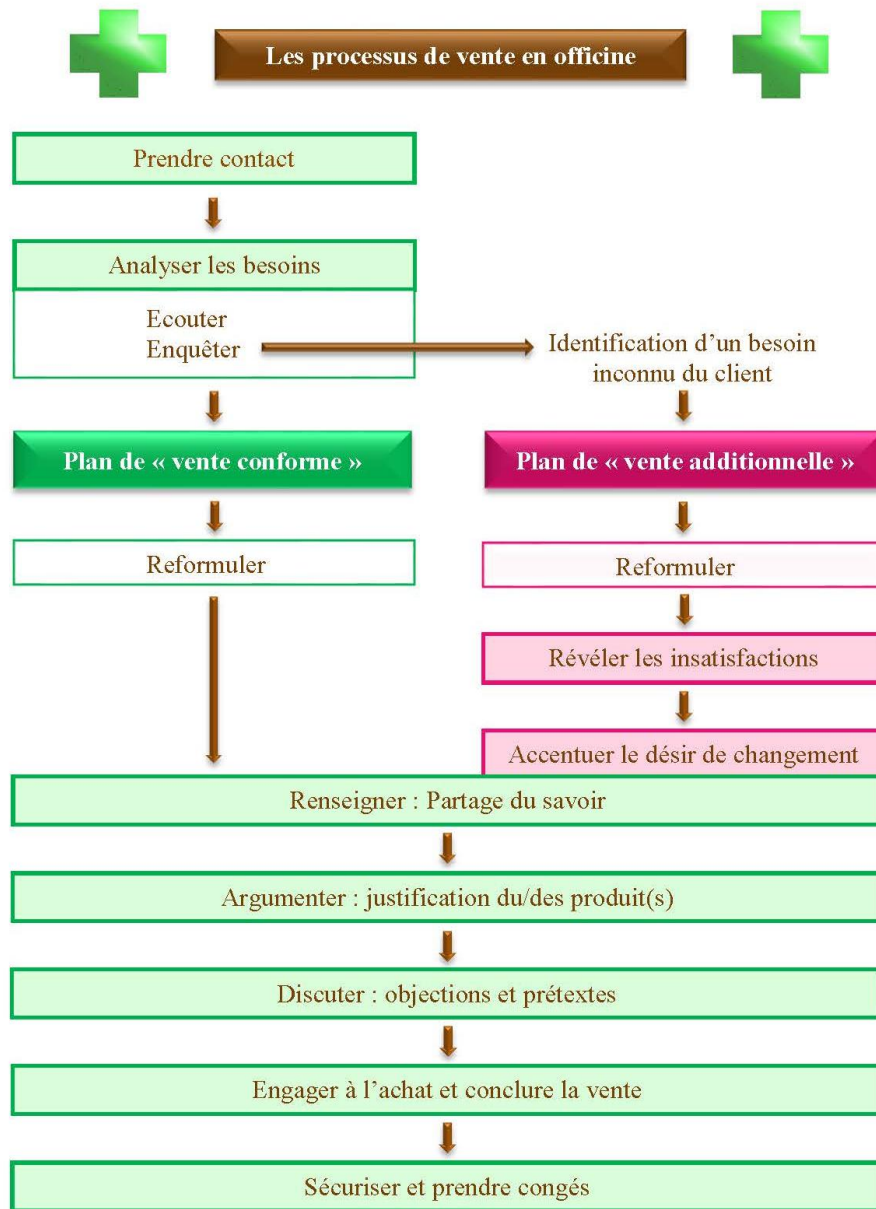 Les processus de vente en officine
Prendre contact
Analyser les besoins
Ecouter
Enquêter
Identification d’un besoin
inconnu du client
Plan de « vente conforme »
Plan de « vente additionnelle »
Reformuler
Reformuler
Révéler les insatisfactions
Accentuer le désir de changement
Renseigner : Partage du savoir
Argumenter : justification du/des produit(s)
Discuter : objections et prétextes
Engager à l’achat et conclure la vente
Sécuriser et prendre congés